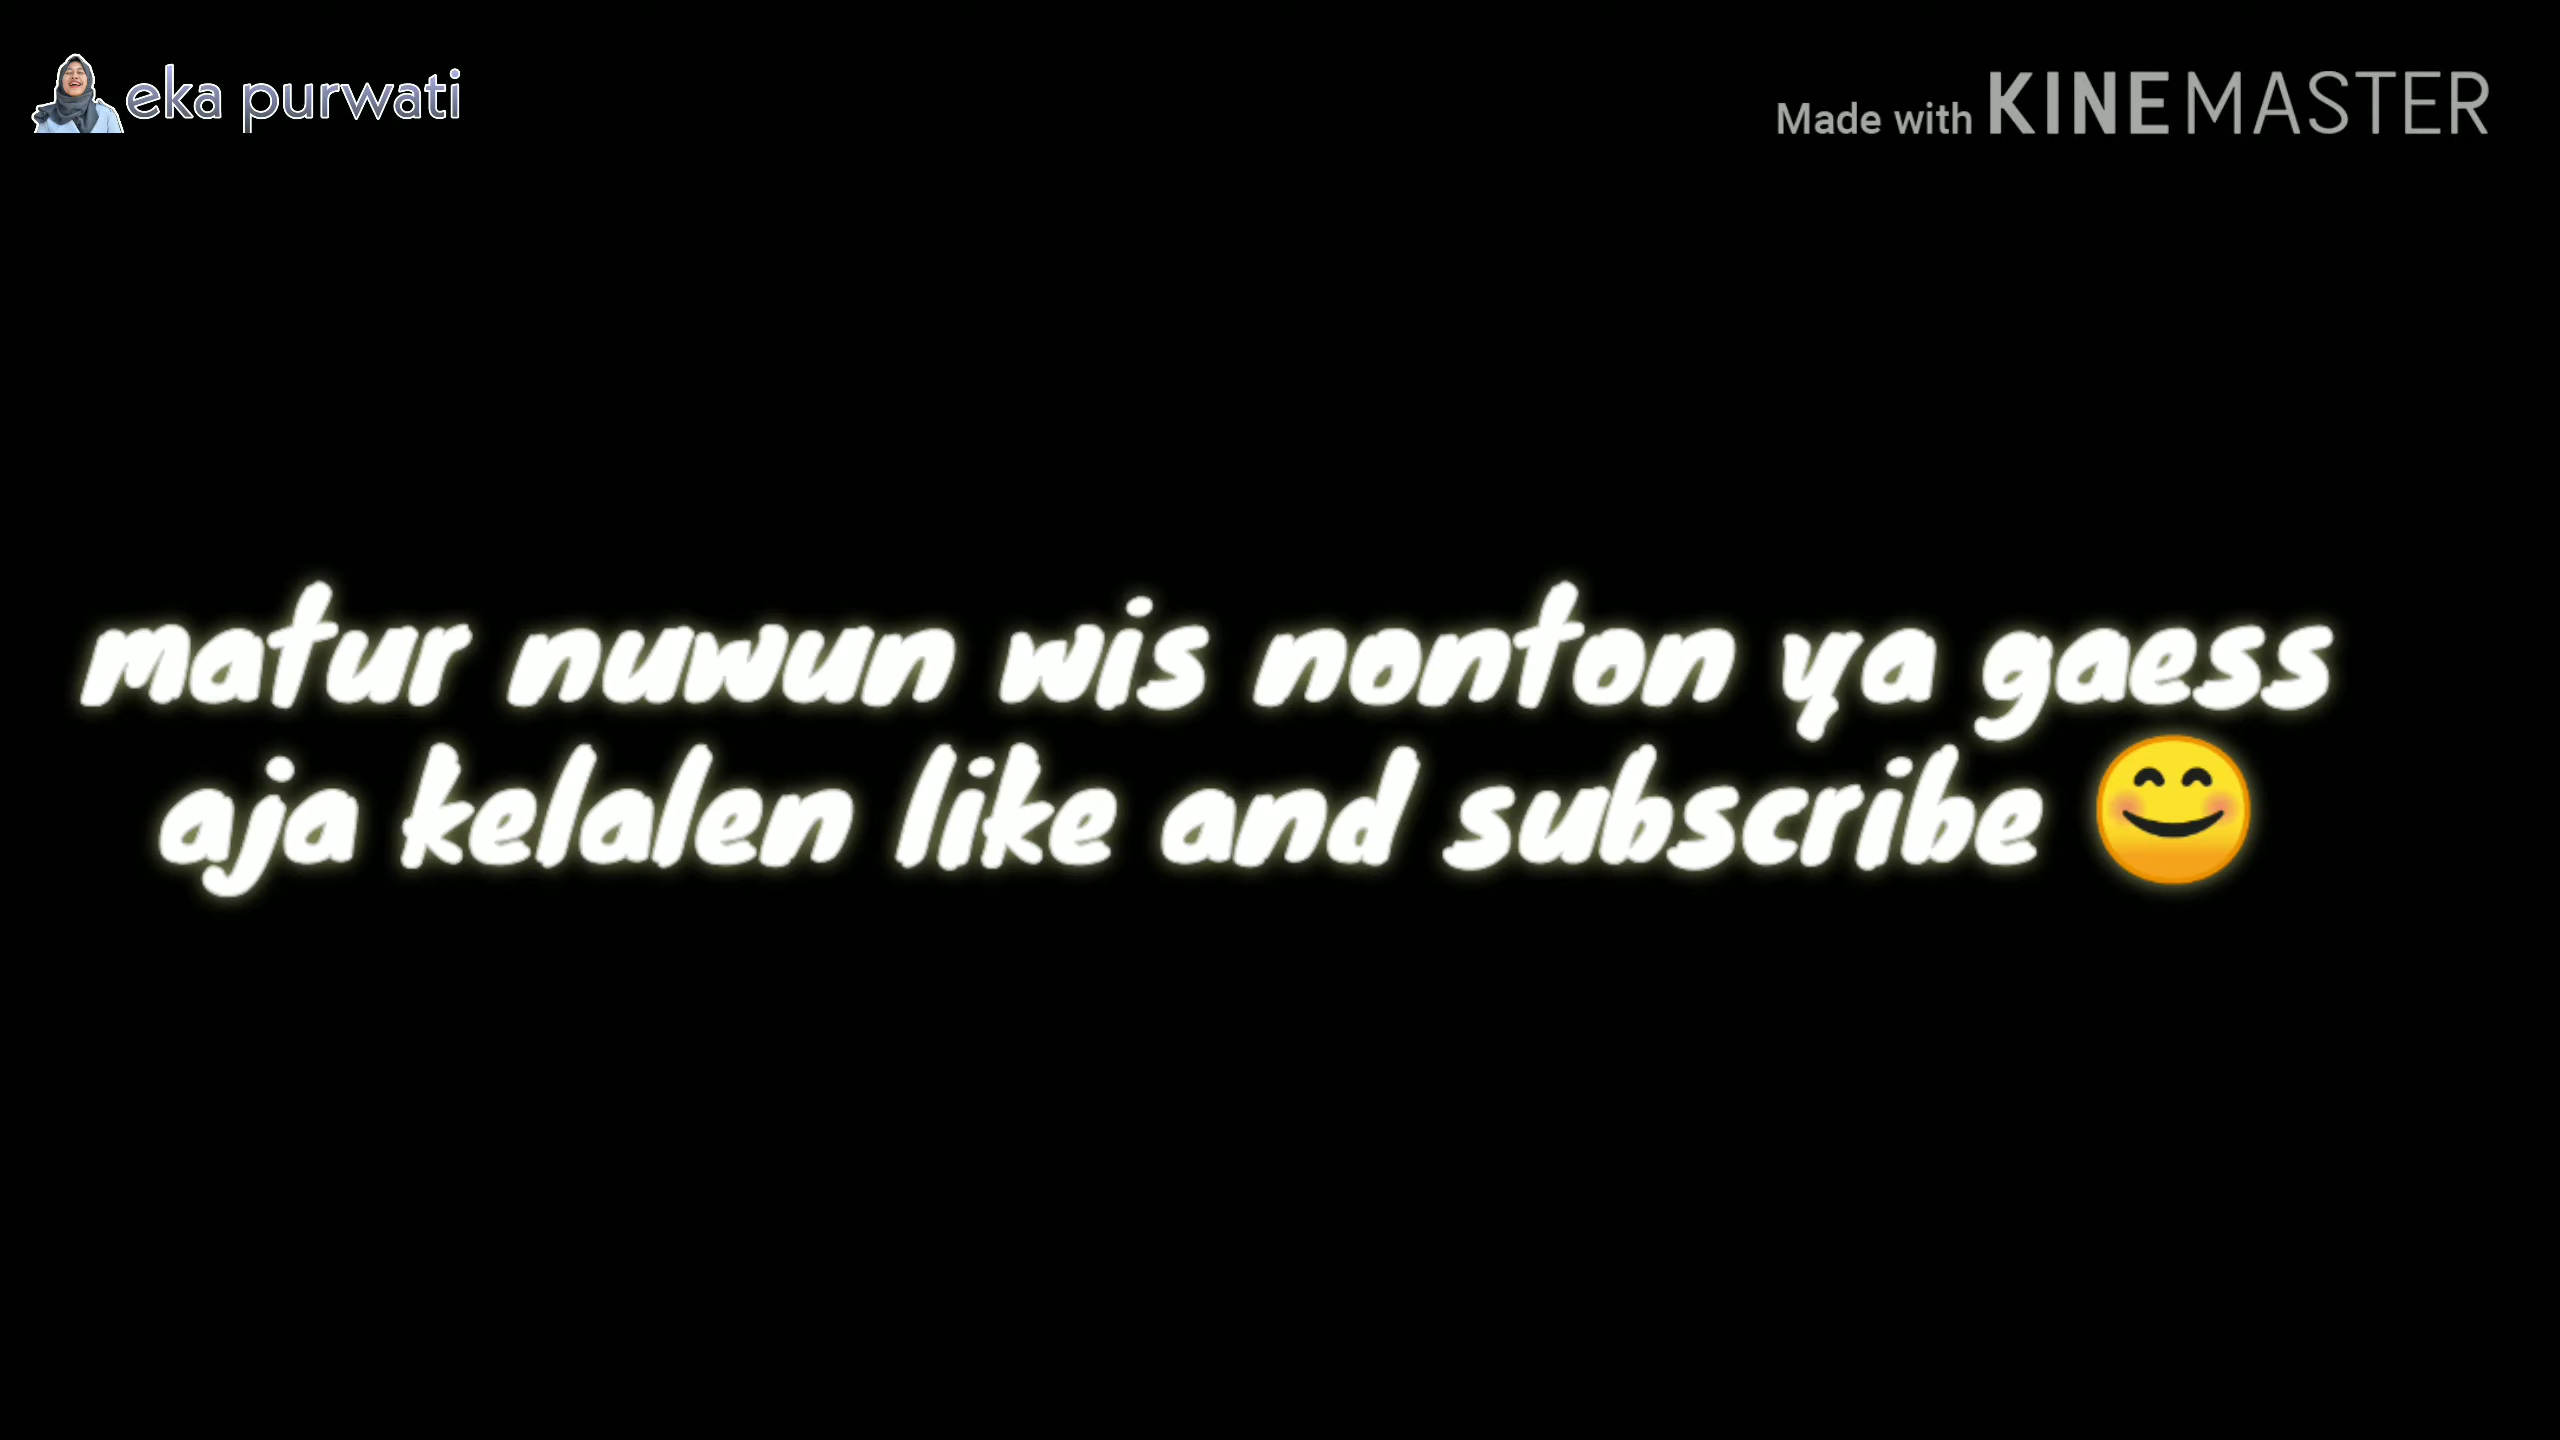 eka purwati
Made with KINEMASTER
matur nuwun wis nonton ya gaess
aja kelalen like and subscribe 😊